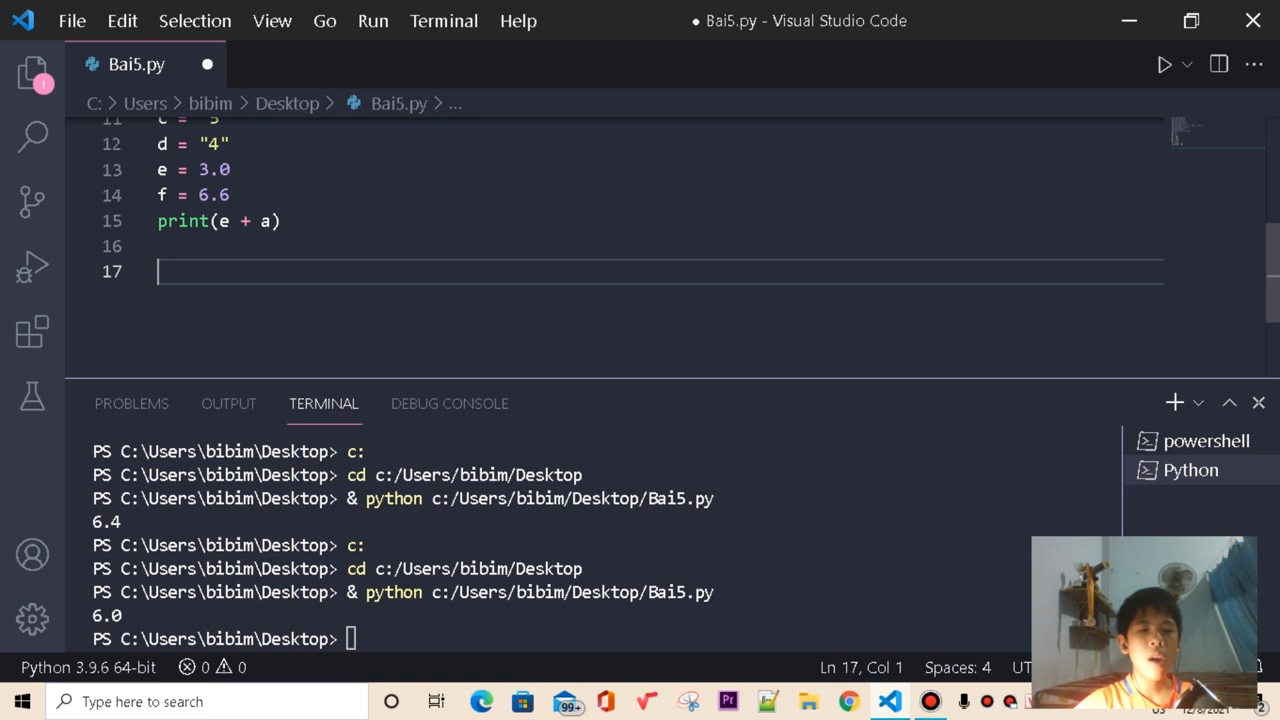 File Edit Selection View Go Run Terminal Help ● Bai5.py - Visual Studio Code
Bai5.py
C: > Users > bibim > Desktop > Bai5.py > ...
12 d = "4"
13 e = 3.0
14 f = 6.6
15 print(e + a)
16
17
PROBLEMS OUTPUT TERMINAL DEBUG CONSOLE
PS C:\Users\bibim\Desktop> c:
PS C:\Users\bibim\Desktop> cd c:/Users/bibim/Desktop
PS C:\Users\bibim\Desktop> & python c:/Users/bibim/Desktop/Bai5.py
6.4
PS C:\Users\bibim\Desktop> c:
PS C:\Users\bibim\Desktop> cd c:/Users/bibim/Desktop
PS C:\Users\bibim\Desktop> & python c:/Users/bibim/Desktop/Bai5.py
6.0
PS C:\Users\bibim\Desktop>
powershell
Python
1
Python 3.9.6 64-bit 0 0 Ln 17, Col 1 Spaces: 4
Type here to search 99+ Pr 2